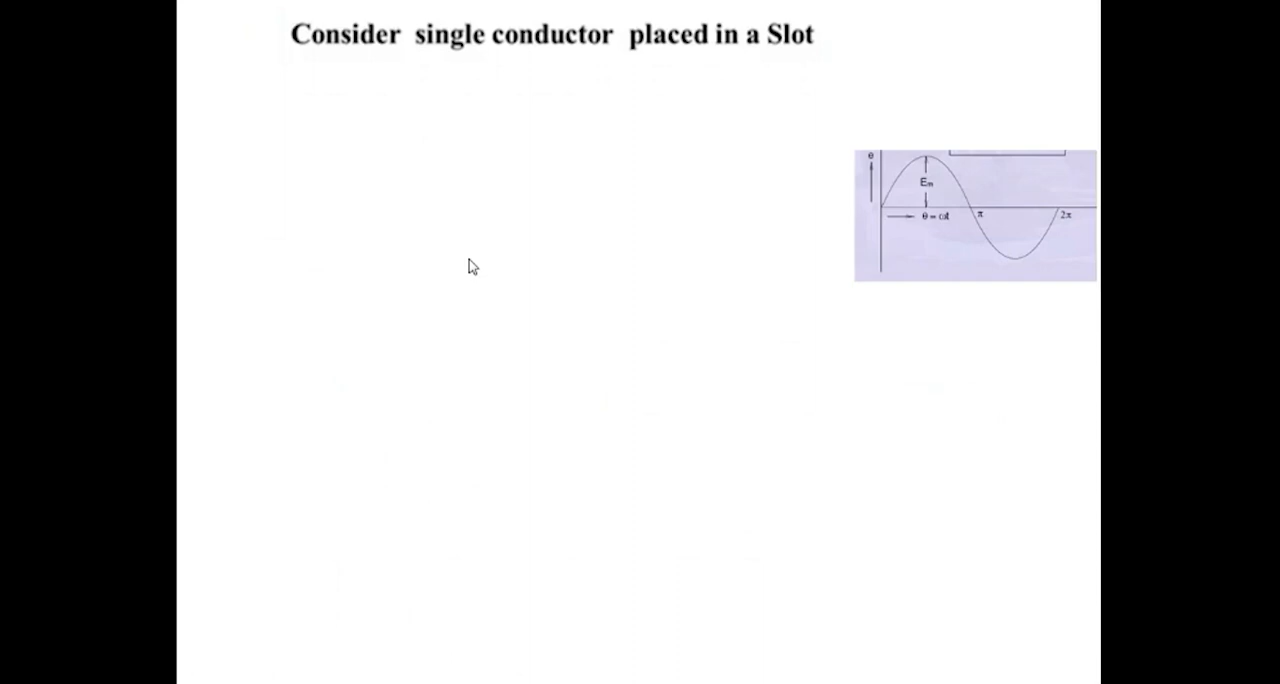 Consider single conductor placed in a Slot
e
Em
θ = ωt
π
2π